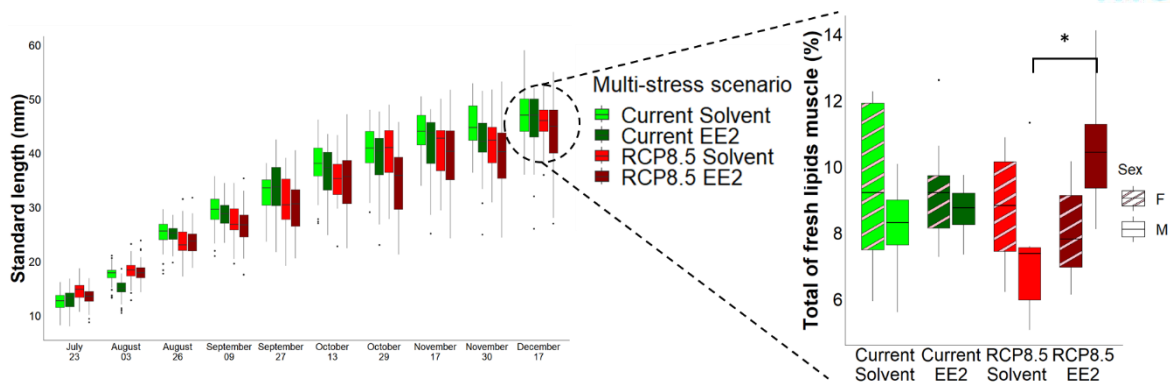 Standard length (mm)
60
50
40
30
20
10
July
23
August
03
August
26
September
09
September
27
October
13
October
29
November
17
November
30
December
17
Multi-stress scenario
Current Solvent
Current EE2
RCP8.5 Solvent
RCP8.5 EE2
Total of fresh lipids muscle (%)
14
12
10
8
6
*
Current
Solvent
Current
EE2
RCP8.5
Solvent
RCP8.5
EE2
Sex
F
M